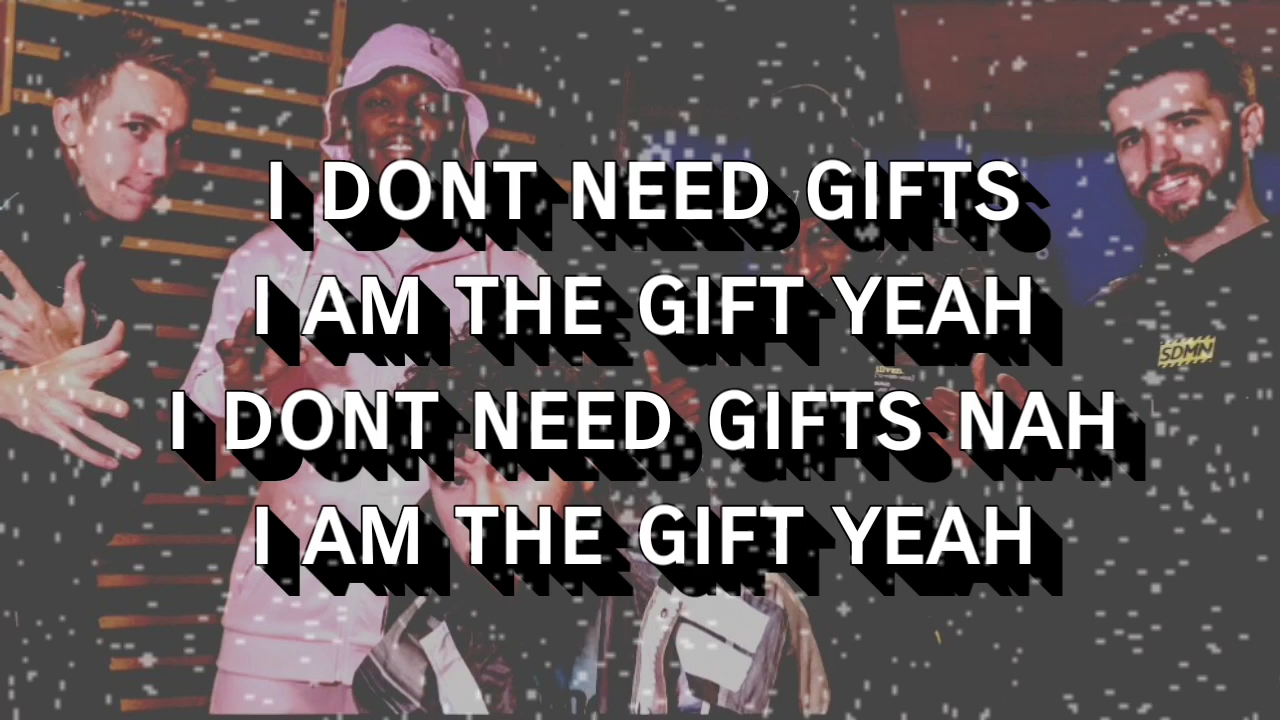 I DONT NEED GIFTS
I AM THE GIFT YEAH
I DONT NEED GIFTS NAH
I AM THE GIFT YEAH
SDMN